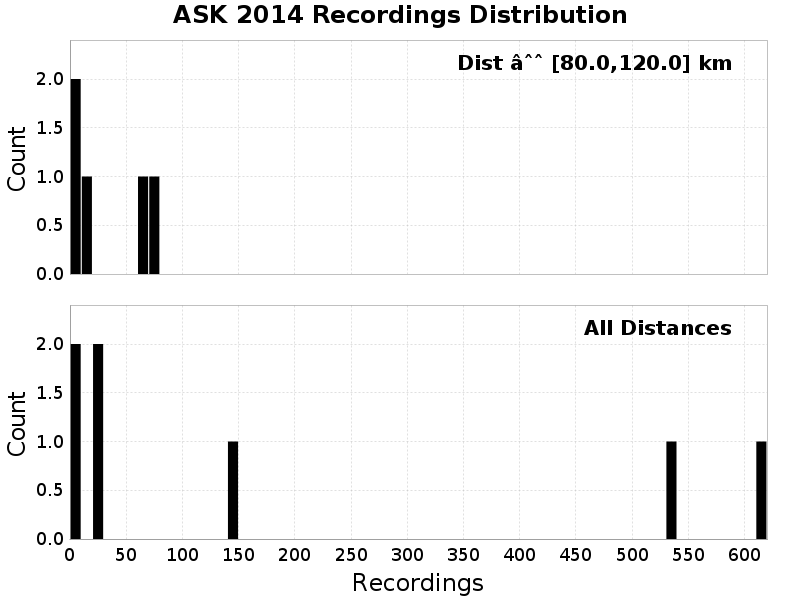 ASK 2014 Recordings Distribution
Dist âˆˆ [80.0,120.0] km
2.0
1.5
1.0
0.5
0.0
Count
All Distances
2.0
1.5
1.0
0.5
0.0
Count
0 50 100 150 200 250 300 350 400 450 500 550 600
Recordings